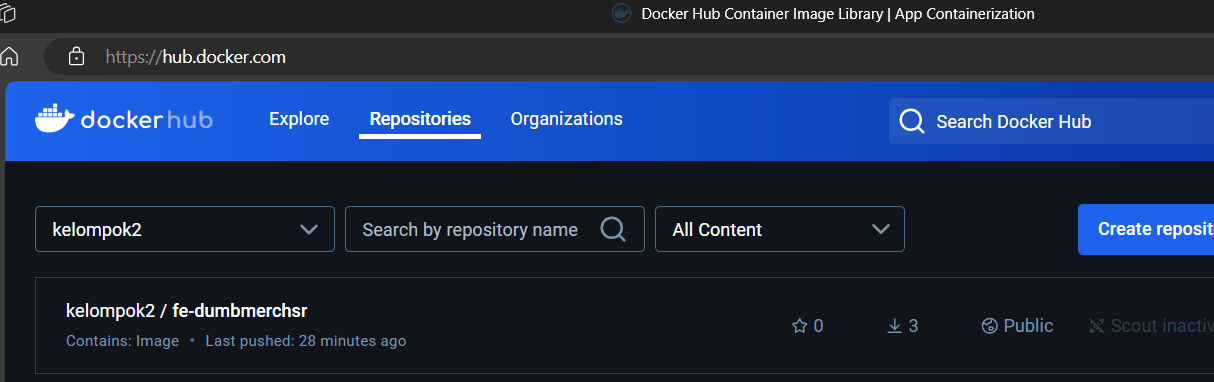 Docker Hub Container Image Library | App Containerization
https://hub.docker.com
docker hub Explore Repositories Organizations Search Docker Hub
kelompok2 Search by repository name All Content Create reposit
kelompok2 / fe-dumbmerchsr
Contains: Image • Last pushed: 28 minutes ago 0 3 Public Scout inactiv